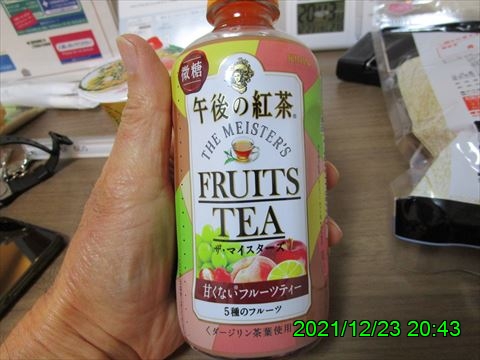 微糖
午後の紅茶
THE MEISTER'S
FRUITS
TEA
ザ・マイスターズ
甘くないフルーツティー
5種のフルーツ
くダージリン茶葉使用
2021/12/23 20:43